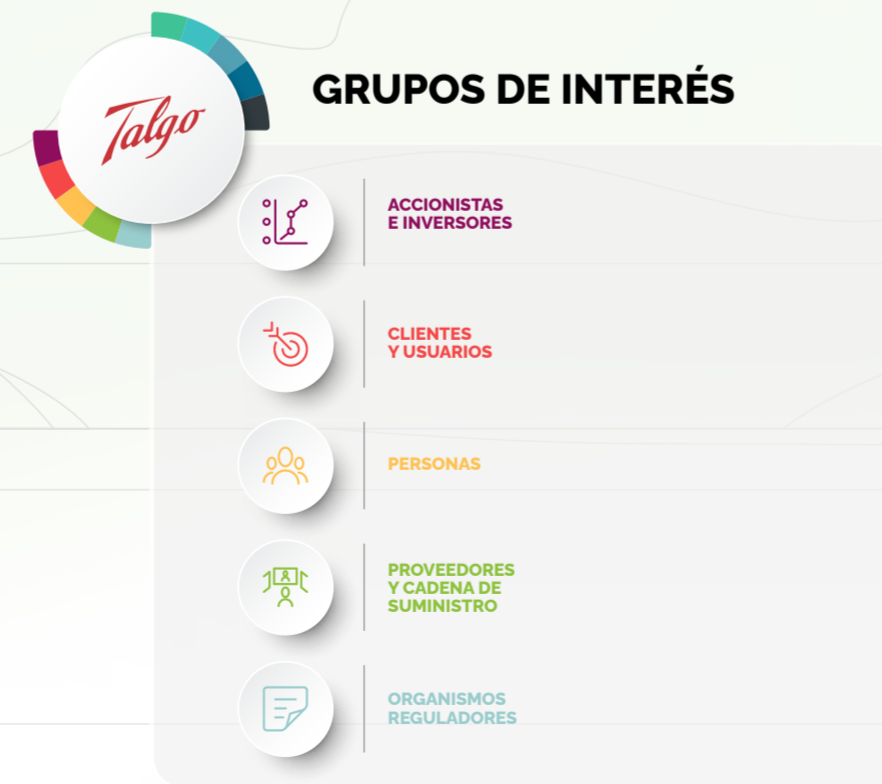 Talgo
GRUPOS DE INTERÉS
ACCIONISTAS
E INVERSORES
CLIENTES
Y USUARIOS
PERSONAS
PROVEEDORES
Y CADENA DE
SUMINISTRO
ORGANISMOS
REGULADORES